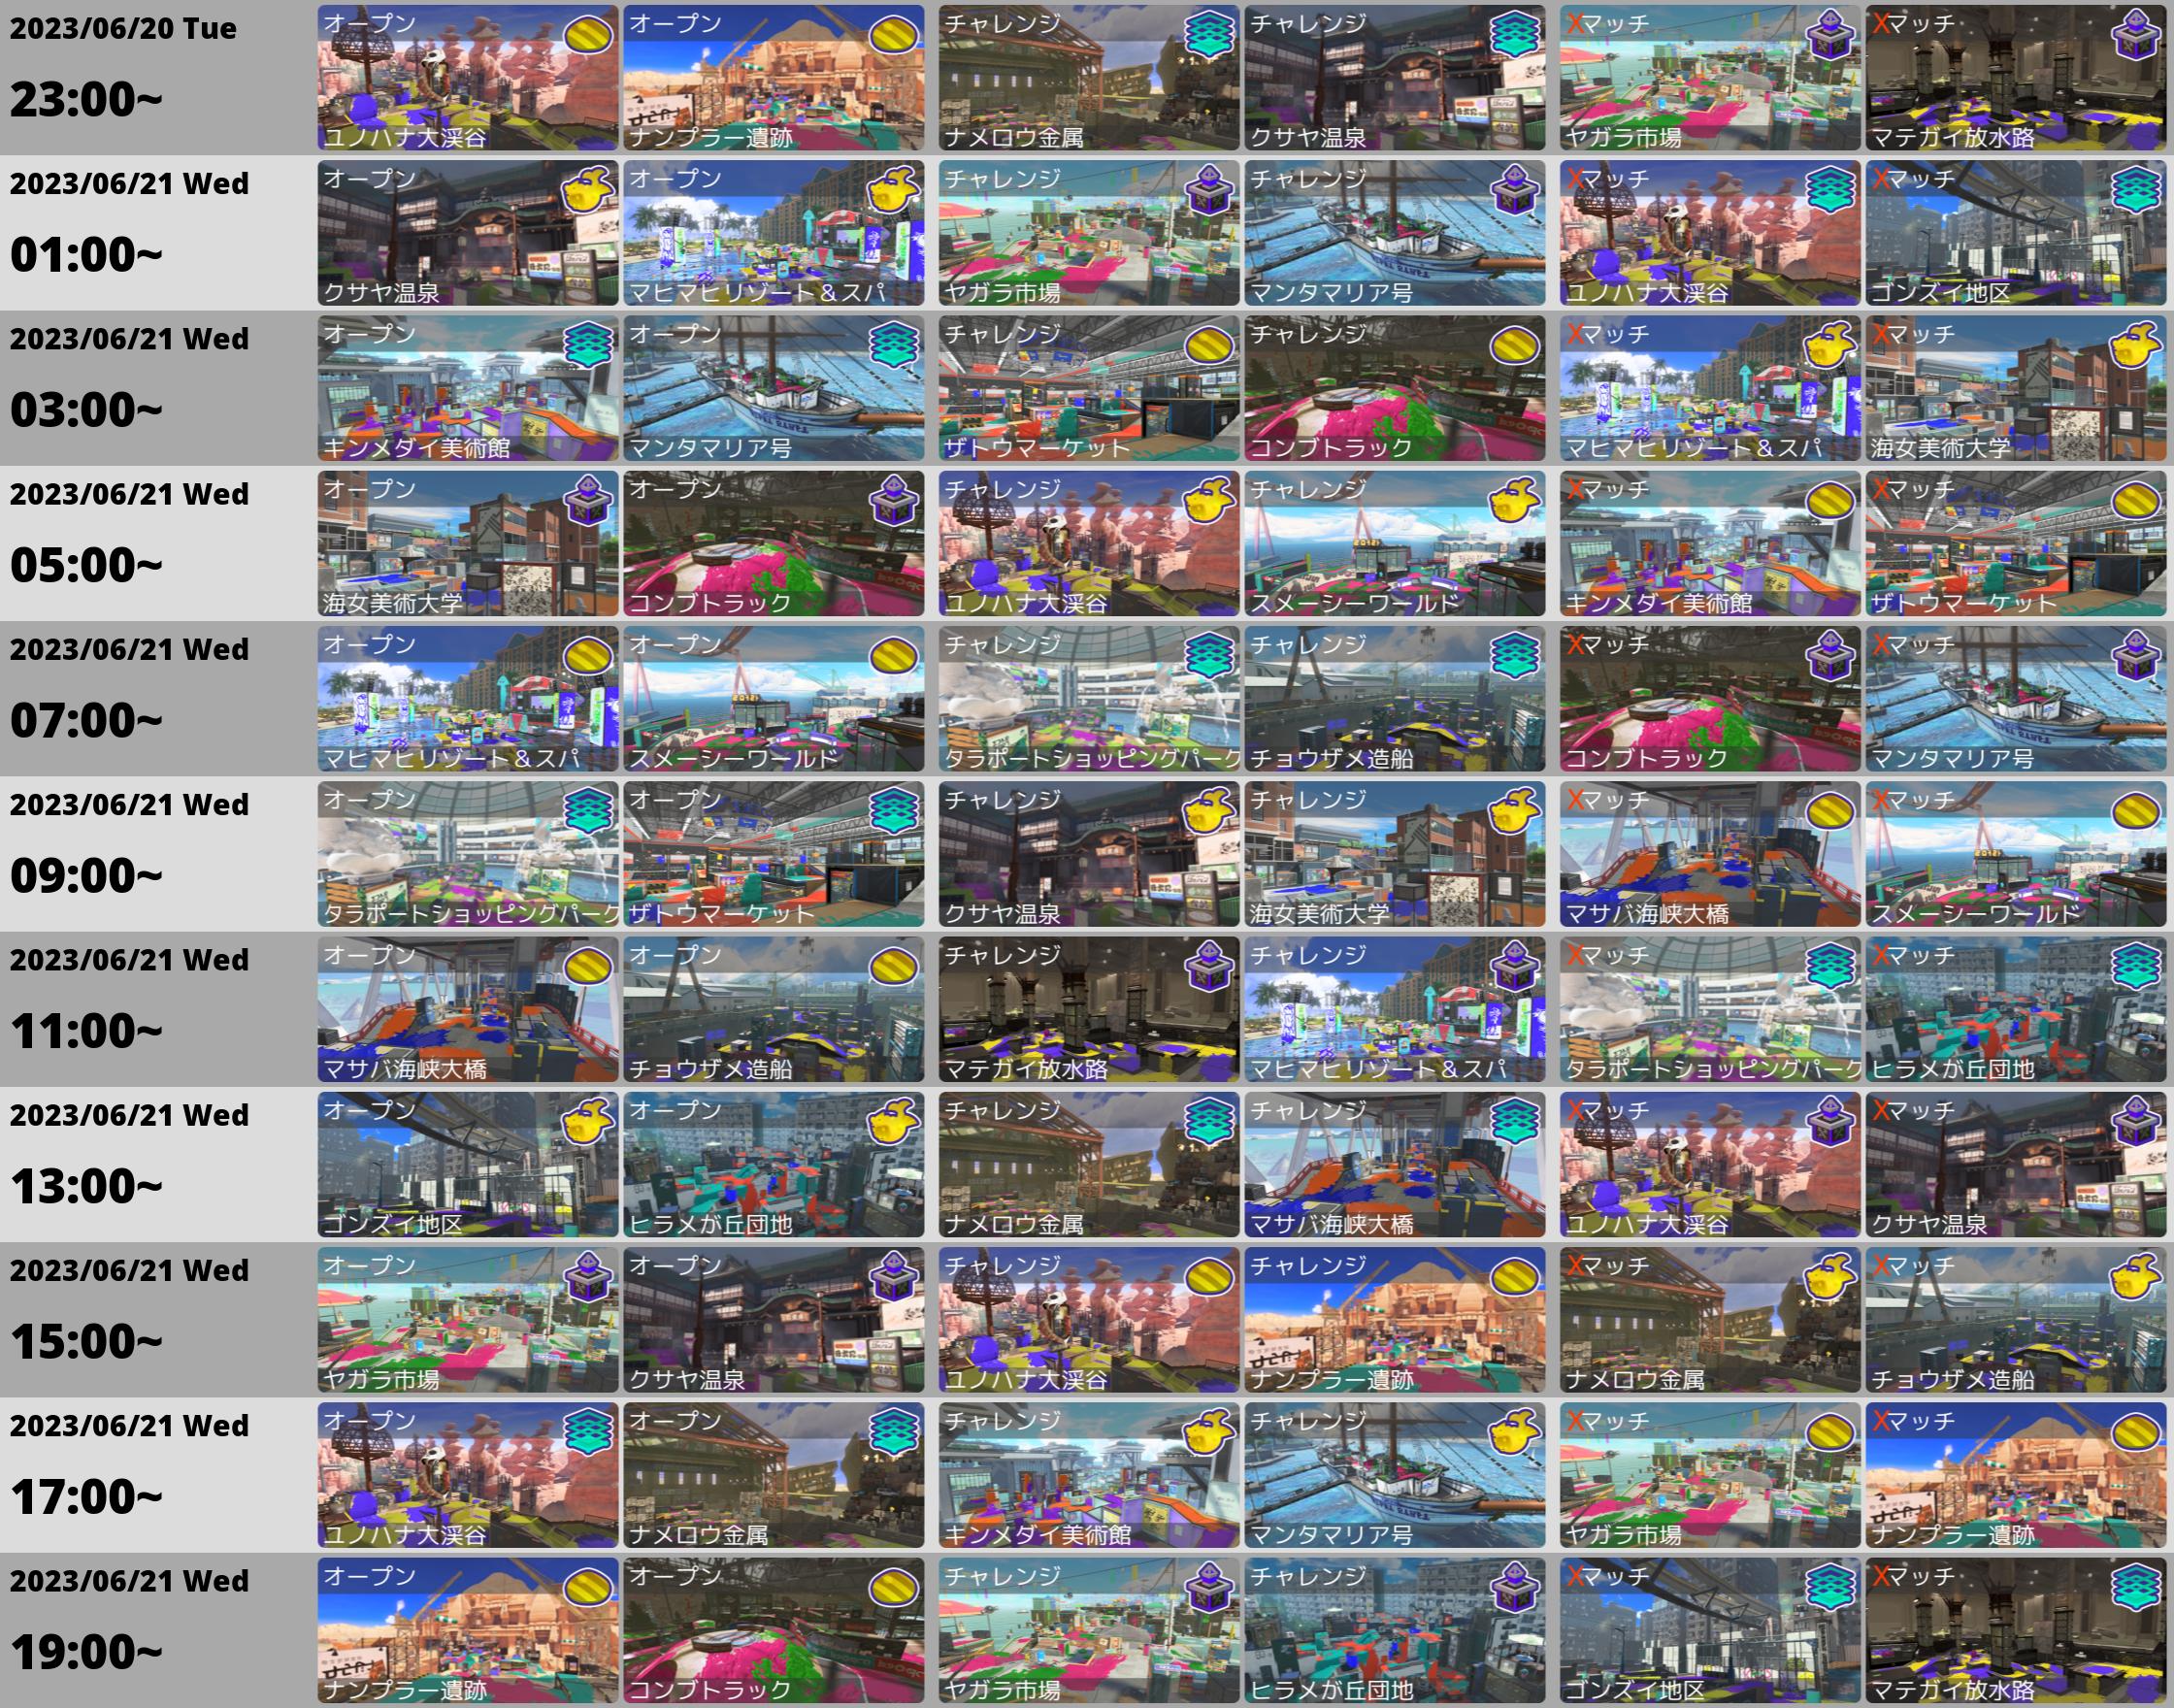 2023/06/20 Tue
23:00~
オープン オープン チャレンジ チャレンジ Xマッチ Xマッチ
ユノハナ大渓谷 ナンプラー遺跡 ナメロウ金属 クサヤ温泉 ヤガラ市場 マテガイ放水路
2023/06/21 Wed
01:00~
オープン オープン チャレンジ チャレンジ Xマッチ Xマッチ
クサヤ温泉 マヒマヒリゾート＆スパ ヤガラ市場 マンタマリア号 ユノハナ大渓谷 ゴンズイ地区
2023/06/21 Wed
03:00~
オープン オープン チャレンジ チャレンジ Xマッチ Xマッチ
キンメダイ美術館 マンタマリア号 ザトウマーケット コンブトラック マヒマヒリゾート＆スパ 海女美術大学
2023/06/21 Wed
05:00~
オープン オープン チャレンジ チャレンジ Xマッチ Xマッチ
海女美術大学 コンブトラック ユノハナ大渓谷 スメーシーワールド キンメダイ美術館 ザトウマーケット
2023/06/21 Wed
07:00~
オープン オープン チャレンジ チャレンジ Xマッチ Xマッチ
マヒマヒリゾート＆スパ スメーシーワールド タラポートショッピングパーク チョウザメ造船 コンブトラック マンタマリア号
2023/06/21 Wed
09:00~
オープン オープン チャレンジ チャレンジ Xマッチ Xマッチ
タラポートショッピングパーク ザトウマーケット クサヤ温泉 海女美術大学 マサバ海峡大橋 スメーシーワールド
2023/06/21 Wed
11:00~
オープン オープン チャレンジ チャレンジ Xマッチ Xマッチ
マサバ海峡大橋 チョウザメ造船 マテガイ放水路 マヒマヒリゾート＆スパ タラポートショッピングパーク ヒラメが丘団地
2023/06/21 Wed
13:00~
オープン オープン チャレンジ チャレンジ Xマッチ Xマッチ
ゴンズイ地区 ヒラメが丘団地 ナメロウ金属 マサバ海峡大橋 ユノハナ大渓谷 クサヤ温泉
2023/06/21 Wed
15:00~
オープン オープン チャレンジ チャレンジ Xマッチ Xマッチ
ヤガラ市場 クサヤ温泉 ユノハナ大渓谷 ナンプラー遺跡 ナメロウ金属 チョウザメ造船
2023/06/21 Wed
17:00~
オープン オープン チャレンジ チャレンジ Xマッチ Xマッチ
ユノハナ大渓谷 ナメロウ金属 キンメダイ美術館 マンタマリア号 ヤガラ市場 ナンプラー遺跡
2023/06/21 Wed
19:00~
オープン オープン チャレンジ チャレンジ Xマッチ Xマッチ
ナンプラー遺跡 コンブトラック ヤガラ市場 ヒラメが丘団地 ゴンズイ地区 マテガイ放水路